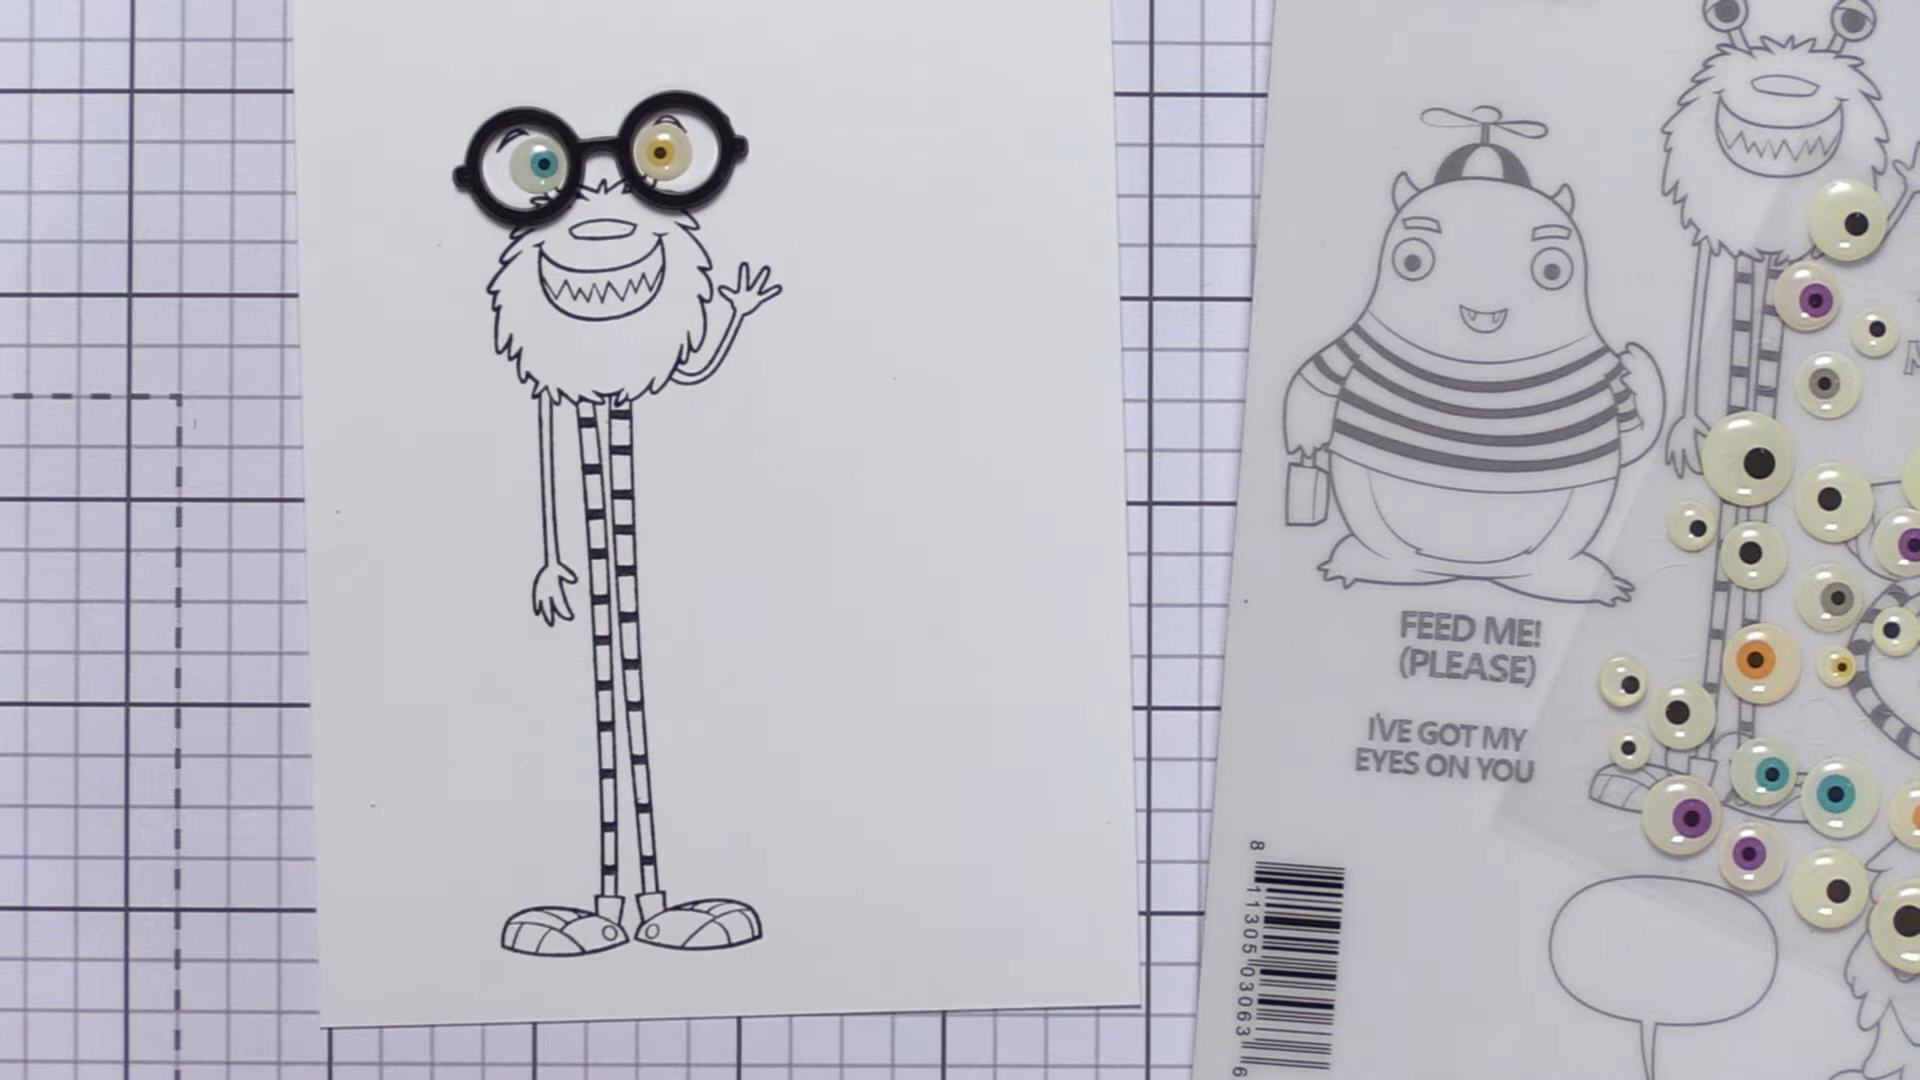 FEED ME!
(PLEASE)
I'VE GOT MY
EYES ON YOU
8 11305 03063 6